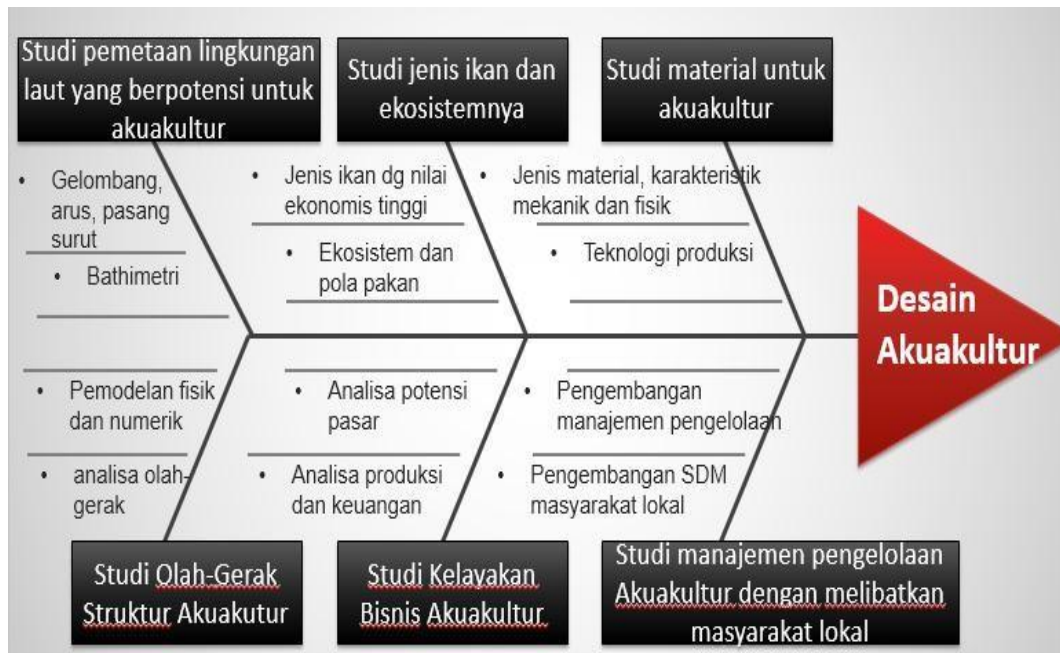 Studi pemetaan lingkungan
laut yang berpotensi untuk
akuakultur
Studi jenis ikan dan
ekosistemnya
Studi material untuk
akuakultur
• Gelombang,
arus, pasang
surut
• Bathimetri
• Jenis ikan dg nilai
ekonomis tinggi
• Ekosistem dan
pola pakan
• Jenis material, karakteristik
mekanik dan fisik
• Teknologi produksi
Desain
Akuakultur
• Pemodelan fisik
dan numerik
• analisa olah-
gerak
• Analisa potensi
pasar
• Analisa produksi
dan keuangan
• Pengembangan
manajemen pengelolaan
• Pengembangan SDM
masyarakat lokal
Studi Olah-Gerak
Struktur Akuakutur
Studi Kelayakan
Bisnis Akuakultur
Studi manajemen pengelolaan
Akuakultur dengan melibatkan
masyarakat lokal